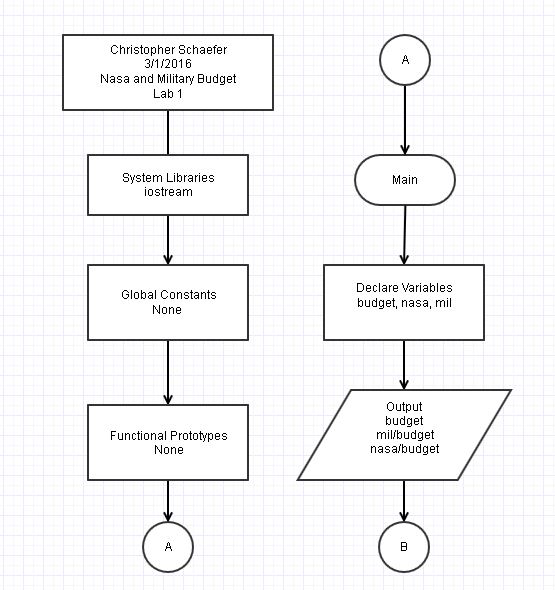 Christopher Schaefer
3/1/2016
Nasa and Military Budget
Lab 1
System Libraries
iostream
Global Constants
None
Functional Prototypes
None
A
A
Main
Declare Variables
budget, nasa, mil
Output
budget
mil/budget
nasa/budget
B